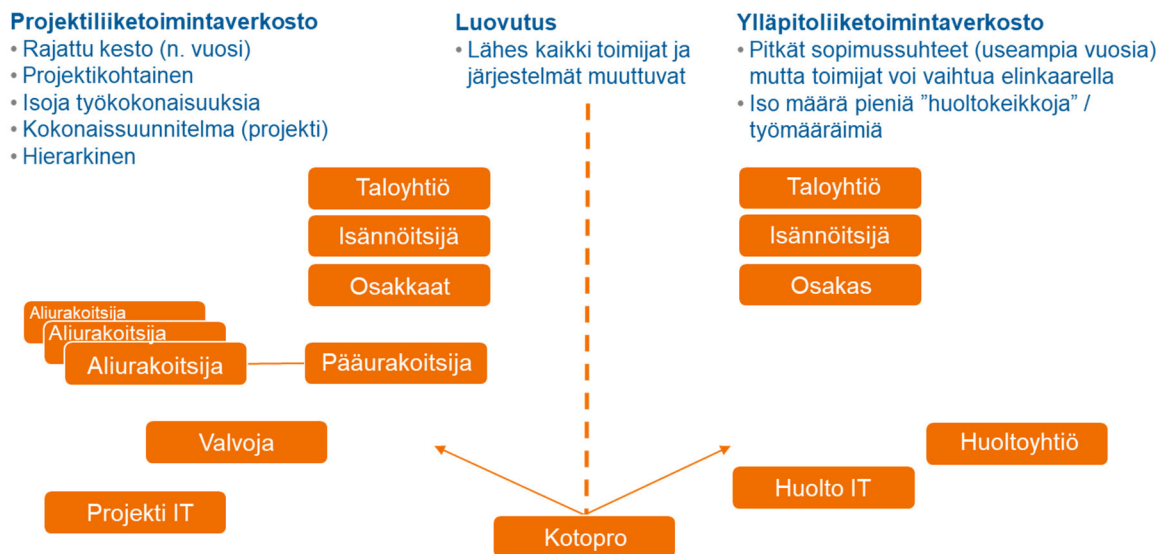 Projektiliiketoimintaverkosto
• Rajattu kesto (n. vuosi)
• Projektikohtainen
• Isoja työkokonaisuuksia
• Kokonaissuunnitelma (projekti)
• Hierarkinen
Luovutus
• Lähes kaikki toimijat ja
järjestelmät muuttuvat
Ylläpitoliiketoimintaverkosto
• Pitkät sopimussuhteet (useampia vuosia)
mutta toimijat voi vaihtua elinkaarella
• Iso määrä pieniä ”huoltokeikkoja” /
työmääräimiä
Taloyhtiö
Isännöitsijä
Osakkaat
Aliurakoitsija
Aliurakoitsija
Aliurakoitsija
Pääurakoitsija
Valvoja
Projekti IT
Kotopro
Taloyhtiö
Isännöitsijä
Osakas
Huoltoyhtiö
Huolto IT